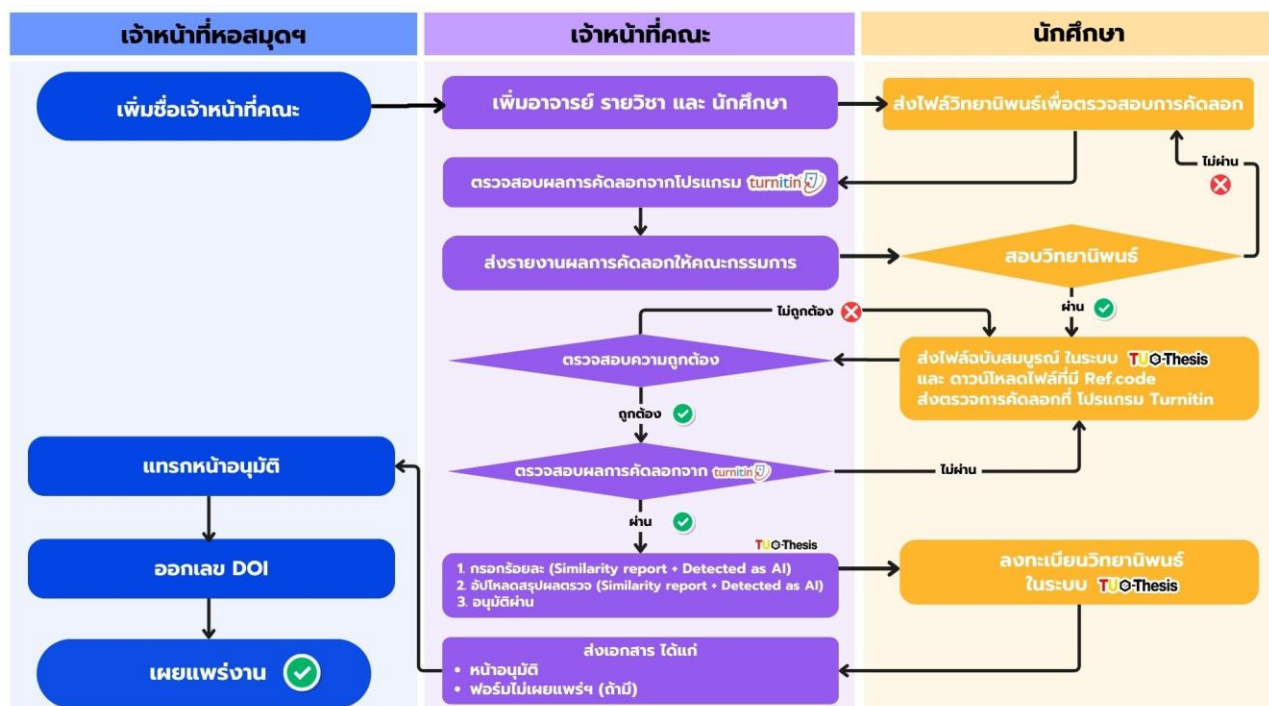 เจ้าหน้าที่หอสมุดฯ
เจ้าหน้าที่คณะ
นักศึกษา
เพิ่มชื่อเจ้าหน้าที่คณะ
เพิ่มอาจารย์ รายวิชา และ นักศึกษา
ส่งไฟล์วิทยานิพนธ์เพื่อตรวจสอบการคัดลอก
ไม่ผ่าน
ตรวจสอบผลการคัดลอกจากโปรแกรม turnitin
ส่งรายงานผลการคัดลอกให้คณะกรรมการ
สอบวิทยานิพนธ์
ผ่าน
ไม่ถูกต้อง
ตรวจสอบความถูกต้อง
ส่งไฟล์ฉบับสมบูรณ์ ในระบบ TU-Thesis
และ ดาวน์โหลดไฟล์ที่มี Ref.code
ส่งตรวจการคัดลอกที่ โปรแกรม Turnitin
ถูกต้อง
ตรวจสอบผลการคัดลอกจาก turnitin
ไม่ผ่าน
ผ่าน
TU-Thesis
1. กรอกร้อยละ (Similarity report + Detected as AI)
2. อัปโหลดสรุปผลตรวจ (Similarity report + Detected as AI)
3. อนุมัติผ่าน
ลงทะเบียนวิทยานิพนธ์
ในระบบ TU-Thesis
ส่งเอกสาร ได้แก่
• หน้าอนุมัติ
• ฟอร์มไม่เผยแพร่ฯ (ถ้ามี)
แทรกหน้าอนุมัติ
ออกเลข DOI
เผยแพร่งาน